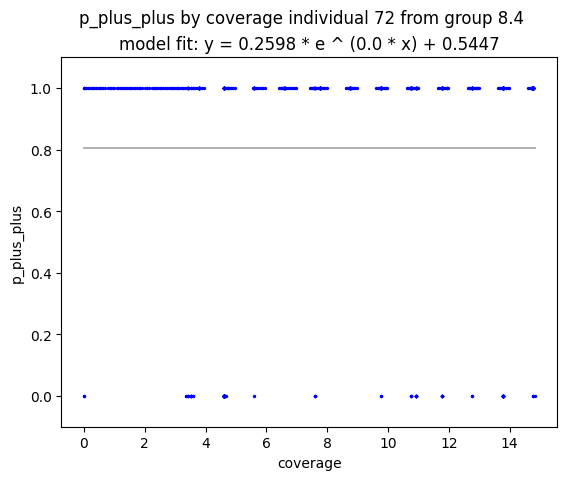 p_plus_plus by coverage individual 72 from group 8.4
model fit: y = 0.2598 * e ^ (0.0 * x) + 0.5447
1.0
0.8
0.6
0.4
0.2
0.0
p_plus_plus
0 2 4 6 8 10 12 14
coverage